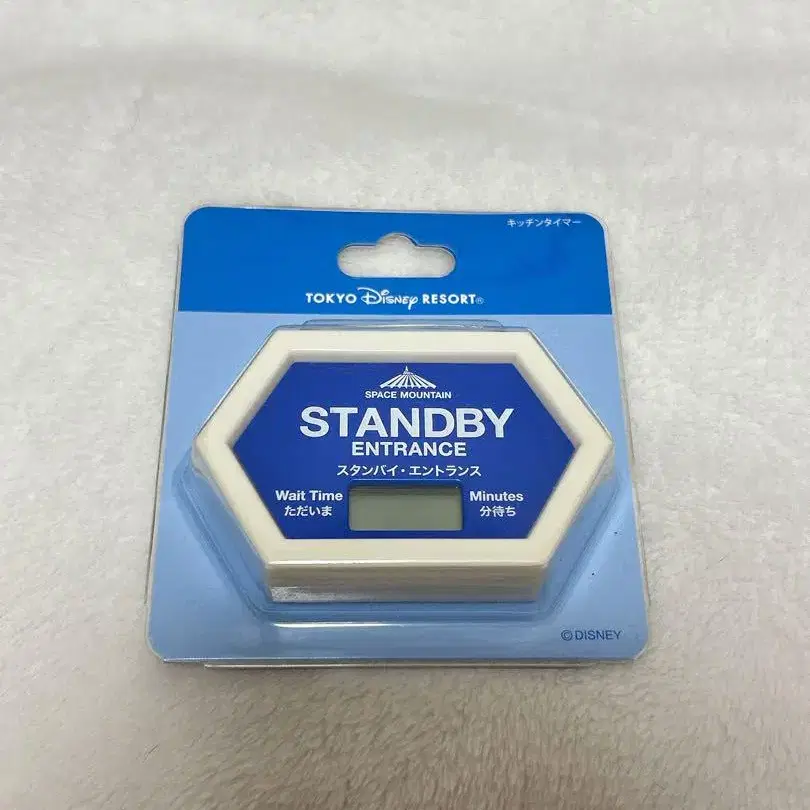 キッチンタイマー
TOKYO Disney RESORT®
SPACE MOUNTAIN
STANDBY
ENTRANCE
スタンバイ・エントランス
Wait Time Minutes
ただいま 分待ち
©DISNEY